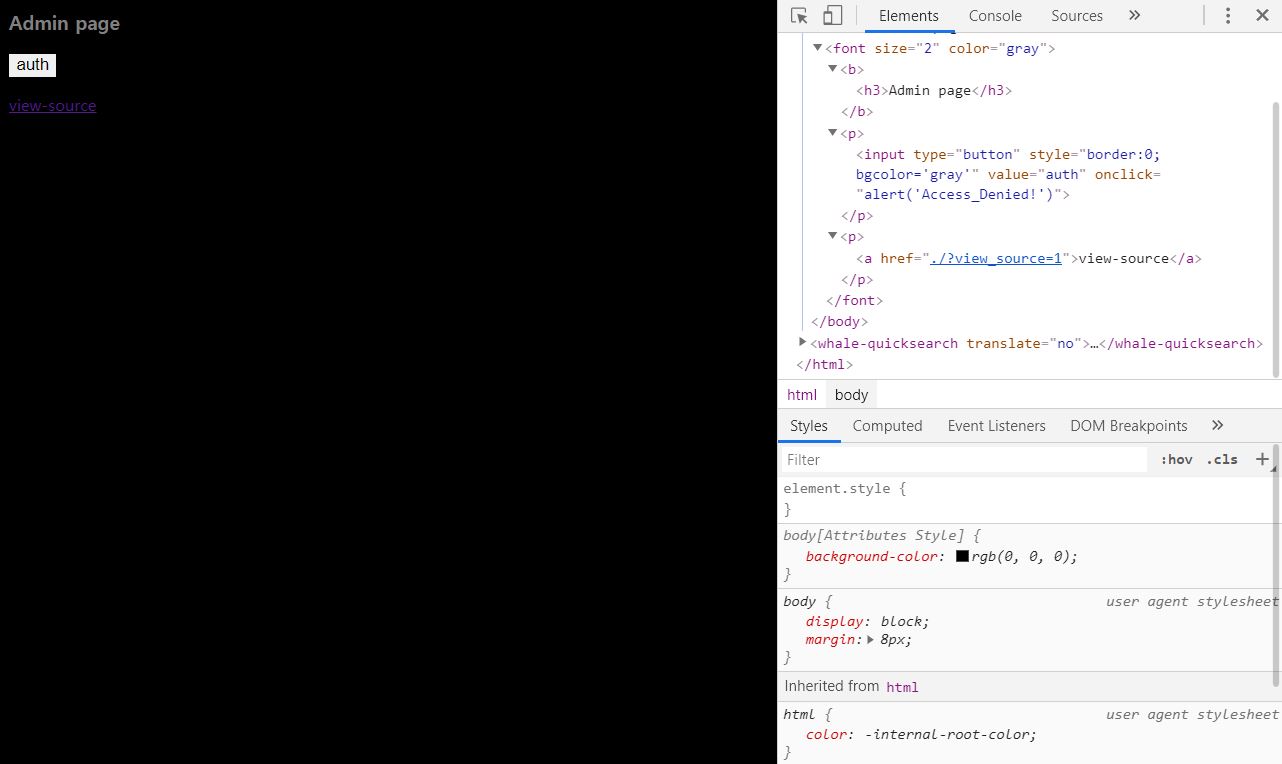 Admin page
auth
view-source
Elements
Console
Sources
<font size="2" color="gray">
<b>
<h3>Admin page</h3>
</b>
<p>
<input type="button" style="border:0;
bgcolor='gray'" value="auth" onclick=
"alert('Access_Denied!')">
</p>
<p>
<a href="./?view_source=1">view-source</a>
</p>
</font>
</body>
<whale-quicksearch translate="no">…</whale-quicksearch>
</html>
html body
Styles Computed Event Listeners DOM Breakpoints
Filter :hov .cls +
element.style {
}
body[Attributes Style] {
background-color: rgb(0, 0, 0);
}
body { user agent stylesheet
display: block;
margin: 8px;
}
Inherited from html
html { user agent stylesheet
color: -internal-root-color;
}